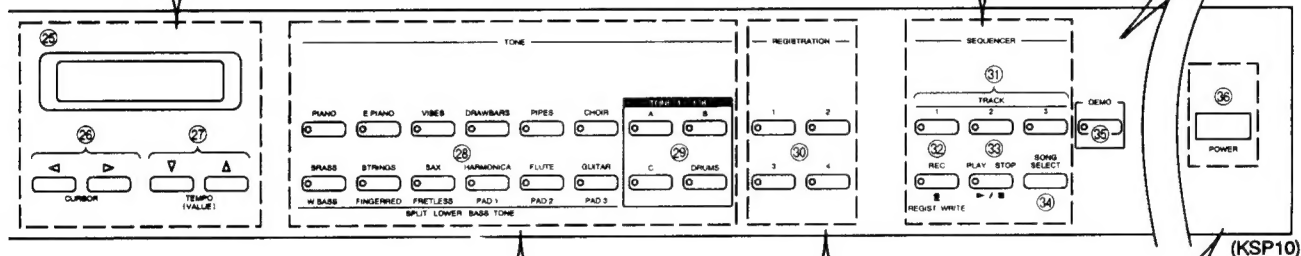 25
26 27
◁ ▷ ▽ △
CURSOR
TEMPO
(VALUE)
TONE
PIANO E.PIANO VIBES DRAWBARS PIPES CHOIR
A B
28
BRASS STRINGS SAX HARMONICA FLUTE GUITAR
29
C DRUMS
W.BASS FINGERRED FRETLESS PAD 1 PAD 2 PAD 3
SPLIT LOWER BASS TONE
REGISTRATION
1 2
30
3 4
SEQUENCER
31
TRACK
1 2 3
DEMO
35
32 33
REC PLAY STOP SONG
SELECT
34
REGIST WRITE
36
POWER
(KSP10)